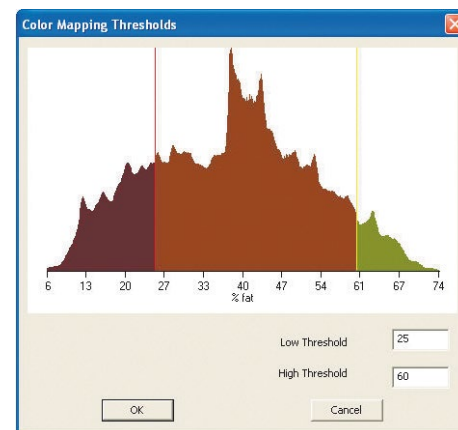 Color Mapping Thresholds
6 13 20 27 33 40 47 54 61 67 74
% fat
Low Threshold 25
High Threshold 60
OK Cancel